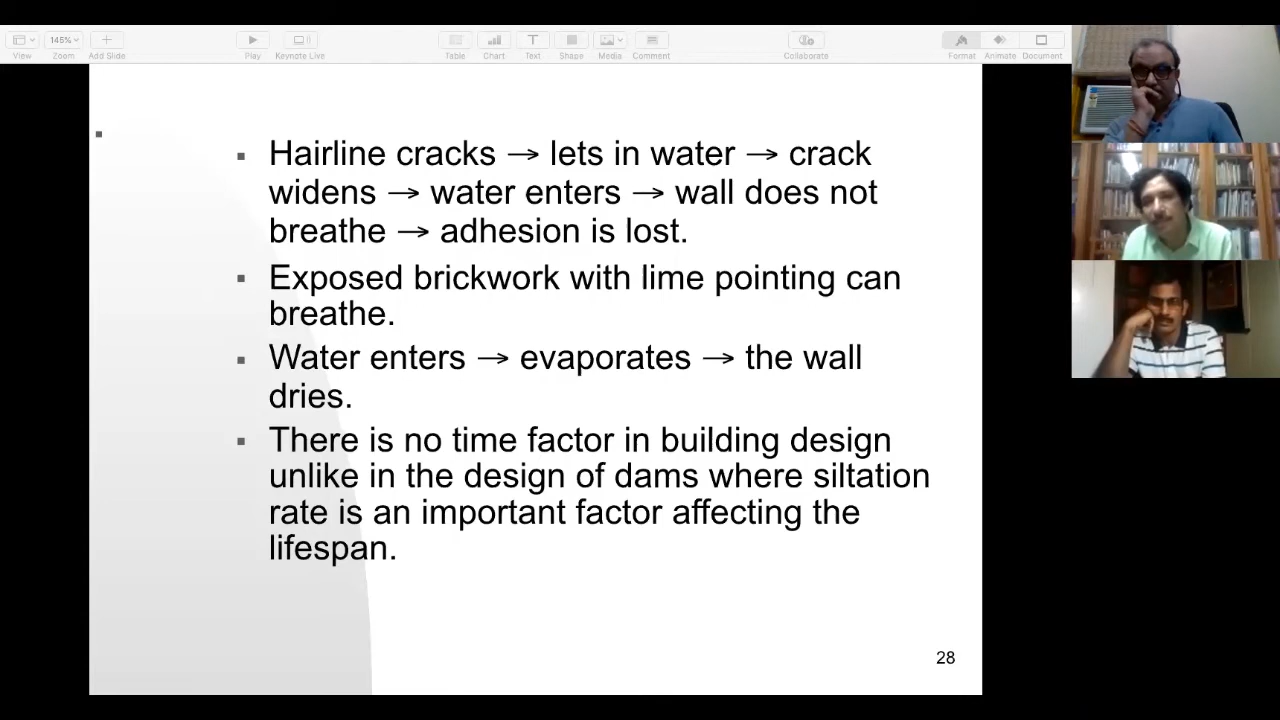 145%
View Zoom Add Slide Play Keynote Live Table Chart Text Shape Media Comment Collaborate Format Animate Document
▪ Hairline cracks → lets in water → crack
widens → water enters → wall does not
breathe → adhesion is lost.
▪ Exposed brickwork with lime pointing can
breathe.
▪ Water enters → evaporates → the wall
dries.
▪ There is no time factor in building design
unlike in the design of dams where siltation
rate is an important factor affecting the
lifespan.
28